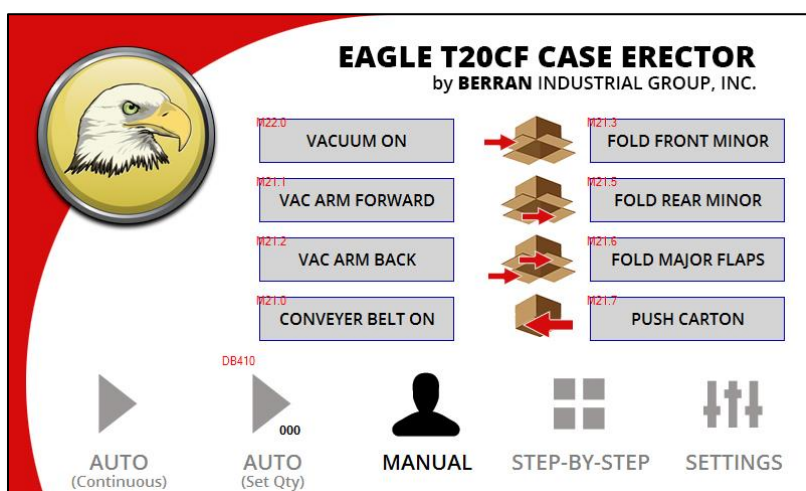 EAGLE T20CF CASE ERECTOR
by BERRAN INDUSTRIAL GROUP, INC.
M22.0
VACUUM ON
M21.3
FOLD FRONT MINOR
M21.1
VAC ARM FORWARD
M21.5
FOLD REAR MINOR
M21.2
VAC ARM BACK
M21.6
FOLD MAJOR FLAPS
M21.0
CONVEYER BELT ON
M21.7
PUSH CARTON
DB410
000
AUTO
(Continuous)
AUTO
(Set Qty)
MANUAL
STEP-BY-STEP
SETTINGS